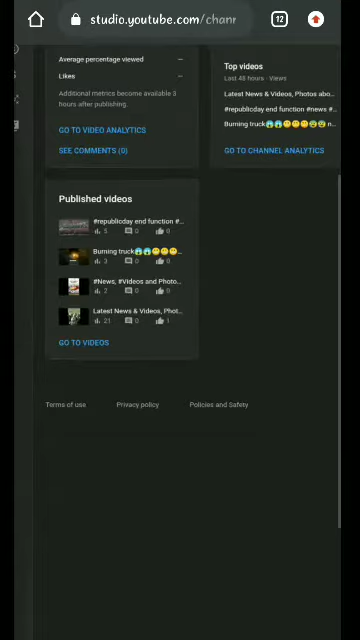 studio.youtube.com/chanr
12
Average percentage viewed –
Likes –
Additional metrics become available 3
hours after publishing.
GO TO VIDEO ANALYTICS
SEE COMMENTS (0)
Top videos
Last 48 hours · Views
Latest News & Videos, Photos abo...
#republicday end function #news #...
Burning truck😱😱😁😁😁😨😨 n...
GO TO CHANNEL ANALYTICS
Published videos
#republicday end function #...
5 0 0
Burning truck😱😱😁😁😁...
3 0 0
#News, #Videos and Photo...
2 0 0
Latest News & Videos, Phot...
21 0 1
GO TO VIDEOS
Terms of use Privacy policy Policies and Safety